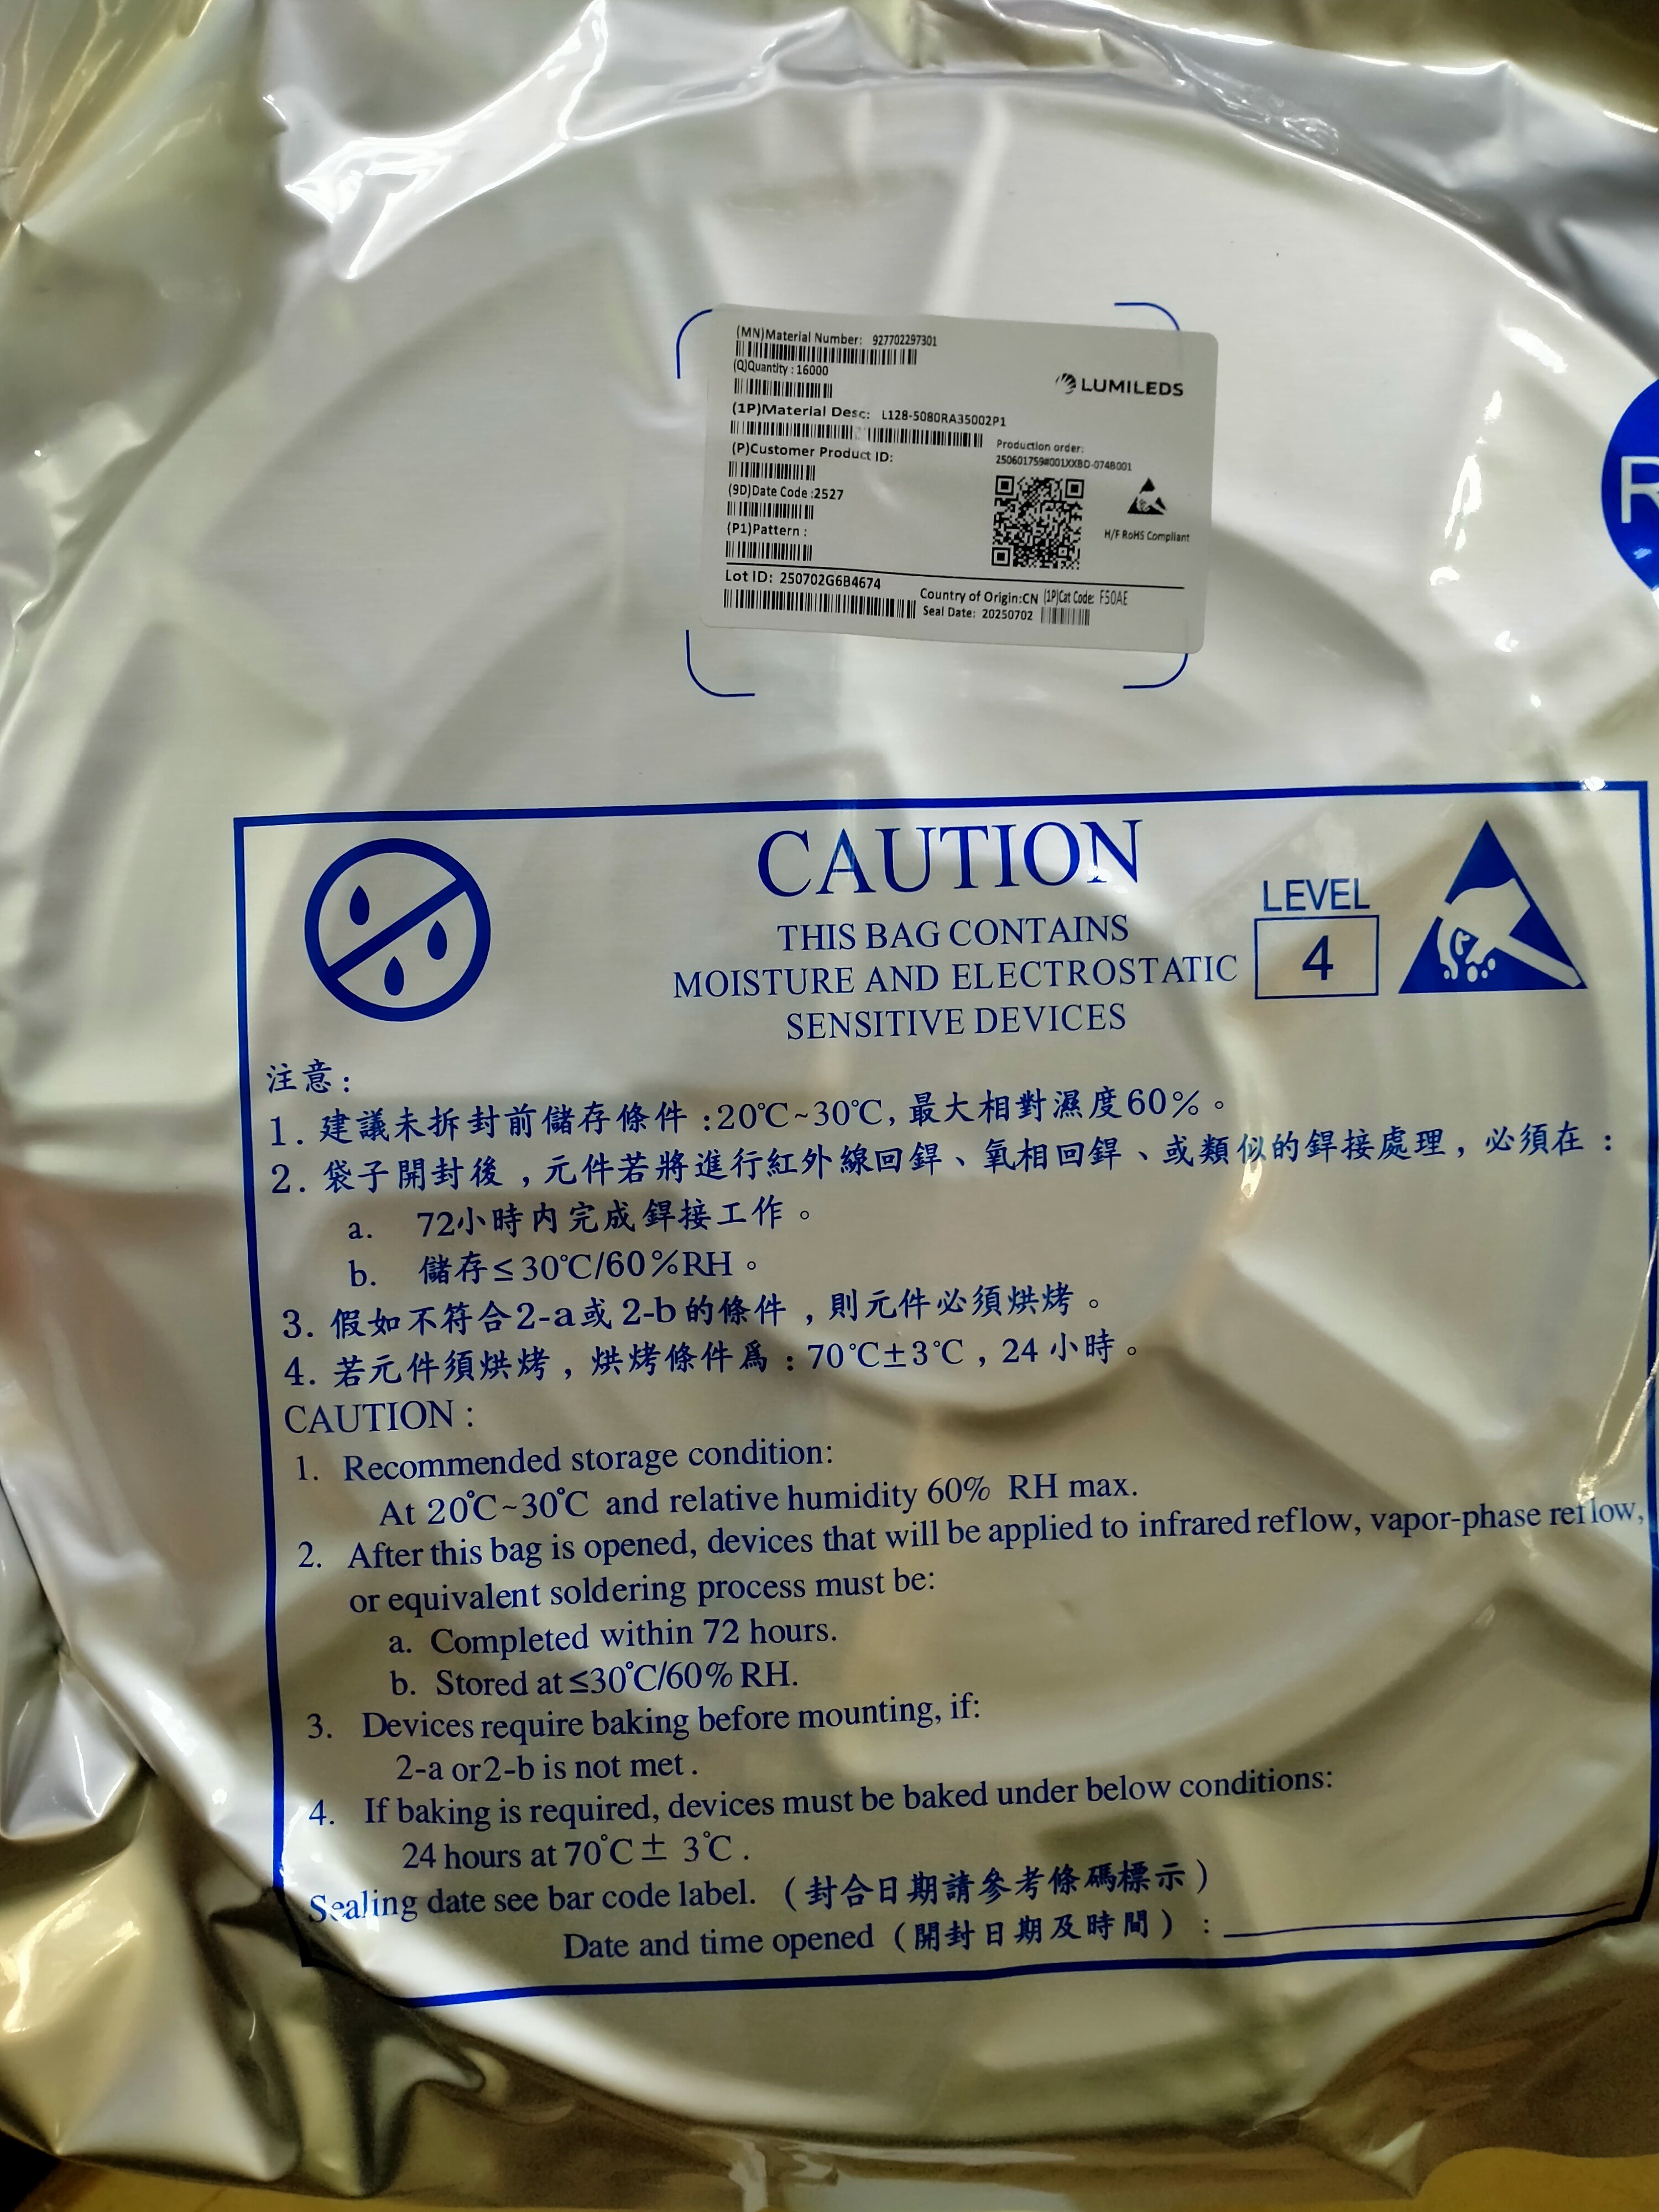 (MN)Material Number: 927702297301
(Q)Quantity : 16000
LUMILEDS
(1P)Material Desc: L128-5080RA35002P1
Production order:
250601759#001XXBD-074B001
(P)Customer Product ID:
(9D)Date Code :2527
(P1)Pattern :
H/F RoHS Compliant
Lot ID: 250702G6B4674
Country of Origin:CN (1P)Cat Code: F50AE
Seal Date: 20250702
R
CAUTION
THIS BAG CONTAINS
MOISTURE AND ELECTROSTATIC
SENSITIVE DEVICES
LEVEL
4
注意:
1. 建議未拆封前儲存條件:20℃~30℃, 最大相對濕度60%。
2. 袋子開封後,元件若將進行紅外線回銲、氧相回銲、或類似的銲接處理,必須在:
a. 72小時內完成銲接工作。
b. 儲存≤30℃/60%RH。
3. 假如不符合2-a或 2-b 的條件,則元件必須烘烤。
4. 若元件須烘烤,烘烤條件爲:70℃±3℃,24 小時。
CAUTION :
1. Recommended storage condition:
At 20℃~30℃ and relative humidity 60% RH max.
2. After this bag is opened, devices that will be applied to infrared reflow, vapor-phase reflow,
or equivalent soldering process must be:
a. Completed within 72 hours.
b. Stored at ≤30℃/60% RH.
3. Devices require baking before mounting, if:
2-a or 2-b is not met .
4. If baking is required, devices must be baked under below conditions:
24 hours at 70℃ ± 3℃ .
Sealing date see bar code label. (封合日期請參考條碼標示)
Date and time opened (開封日期及時間) :